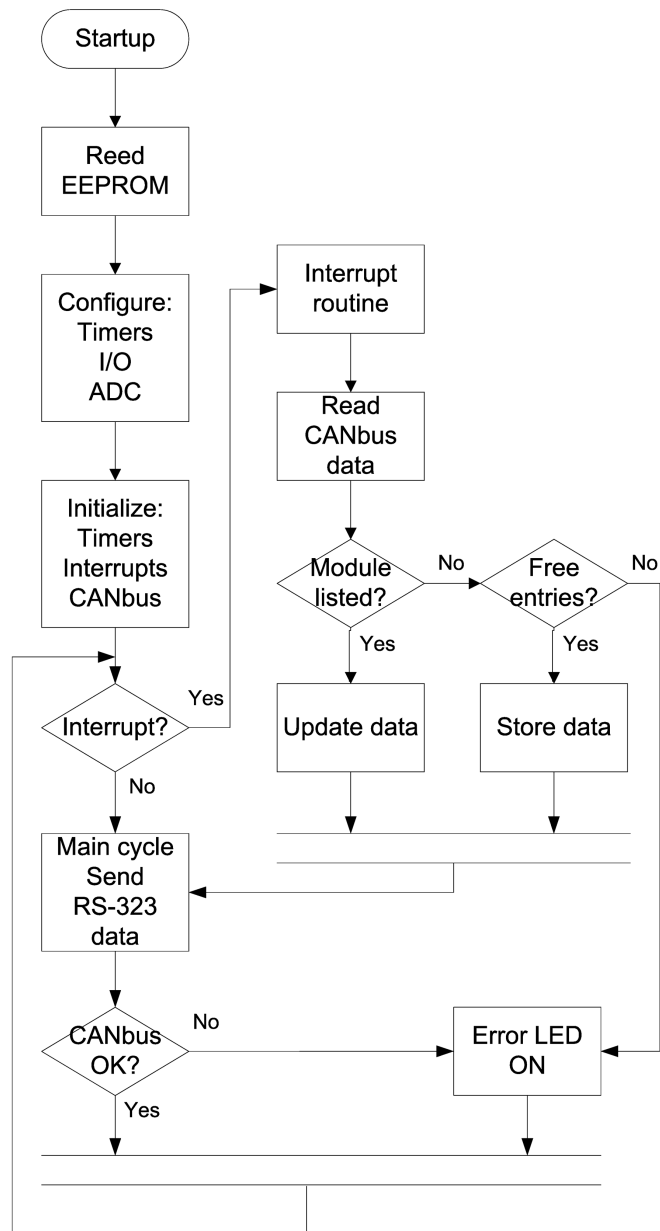 Startup
Reed
EEPROM
Configure:
Timers
I/O
ADC
Initialize:
Timers
Interrupts
CANbus
Interrupt?
Yes
No
Interrupt
routine
Read
CANbus
data
Module
listed?
No
Yes
Free
entries?
No
Yes
Update data
Store data
Main cycle
Send
RS-323
data
CANbus
OK?
No
Yes
Error LED
ON